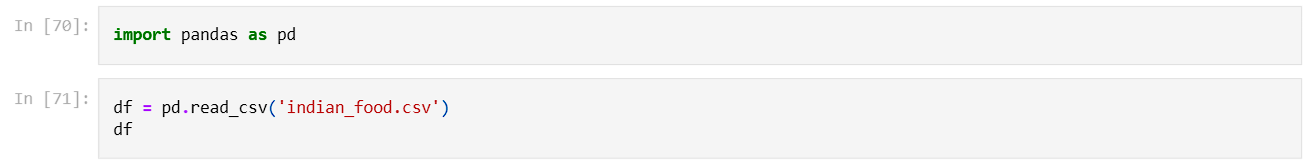 In [70]:
import pandas as pd
In [71]:
df = pd.read_csv('indian_food.csv')
df